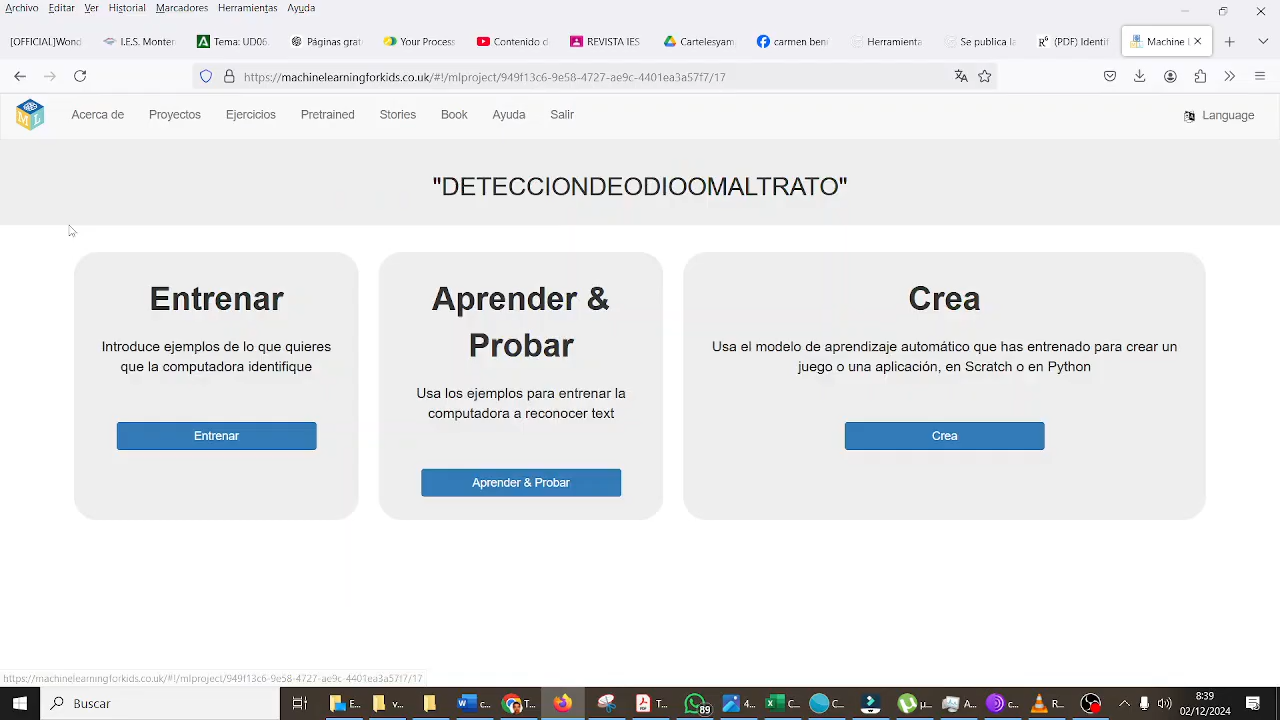 Archivo Editar Ver Historial Marcadores Herramientas Ayuda
[OFFICIAL]Wond I.E.S. Monter Tema: UD06. Páginas grat Your Progess Contenido d REVISTA IES Cartelesyam carmen beni Herramienta Se publica la (PDF) Identif Machine
https://machinelearningforkids.co.uk/#!/mlproject/949f13c6-9e58-4727-ae9c-4401ea3a57f7/17
Acerca de Proyectos Ejercicios Pretrained Stories Book Ayuda Salir Language
"DETECCIONDEODIOOMALTRATO"
Entrenar
Introduce ejemplos de lo que quieres
que la computadora identifique
Entrenar
Aprender &
Probar
Usa los ejemplos para entrenar la
computadora a reconocer text
Aprender & Probar
Crea
Usa el modelo de aprendizaje automático que has entrenado para crear un
juego o una aplicación, en Scratch o en Python
Crea
https://machinelearningforkids.co.uk/#!/mlproject/949f13c6-9e58-4727-ae9c-4401ea3a57f7/17
Buscar E... v... c... T... T... 89 4... C... C... A... c... R... 8:39
02/12/2024